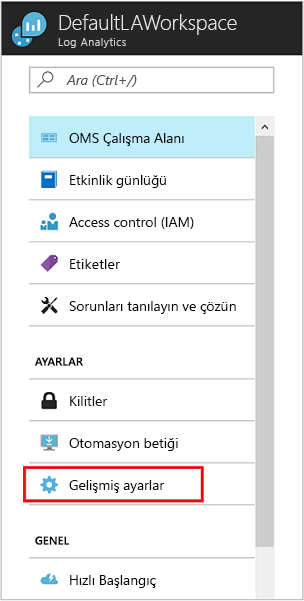 DefaultLAWorkspace
Log Analytics
Ara (Ctrl+/)
OMS Çalışma Alanı
Etkinlik günlüğü
Access control (IAM)
Etiketler
Sorunları tanılayın ve çözün
AYARLAR
Kilitler
Otomasyon betiği
Gelişmiş ayarlar
GENEL
Hızlı Başlangıç